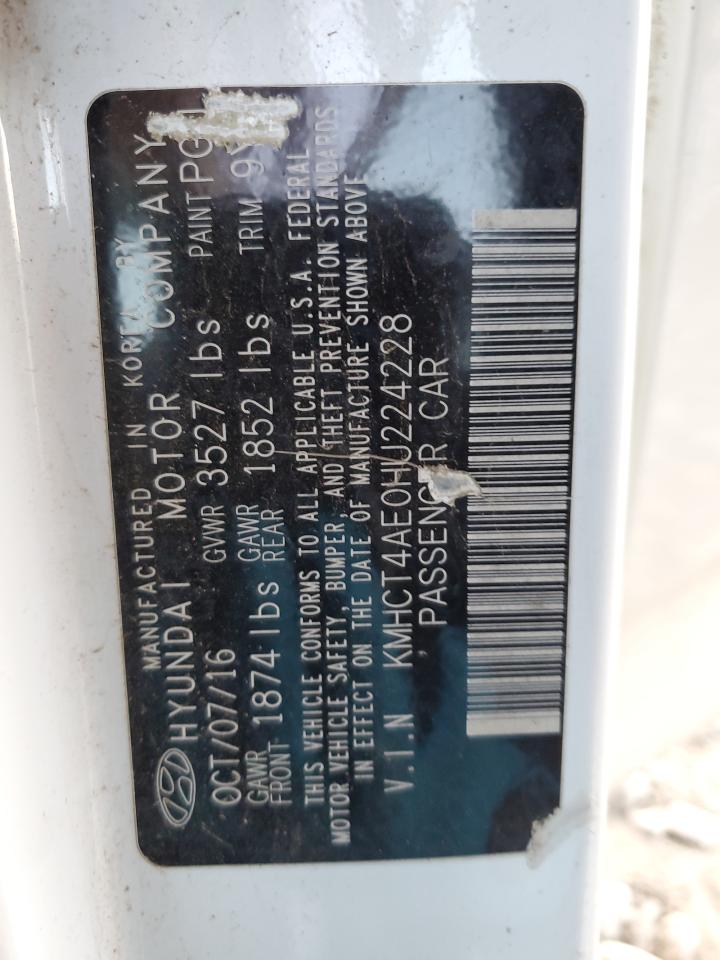 MANUFACTURED IN KOREA BY
HYUNDAI MOTOR COMPANY
OCT/07/16 GVWR 3527 lbs PAINT
GAWR FRONT 1874 lbs GAWR REAR 1852 lbs TRIM
THIS VEHICLE CONFORMS TO ALL APPLICABLE U.S.A. FEDERAL
MOTOR VEHICLE SAFETY, BUMPER, AND THEFT PREVENTION STANDARDS
IN EFFECT ON THE DATE OF MANUFACTURE SHOWN ABOVE
V.I.N KMHCT4AE0HU224228
PASSENGER CAR